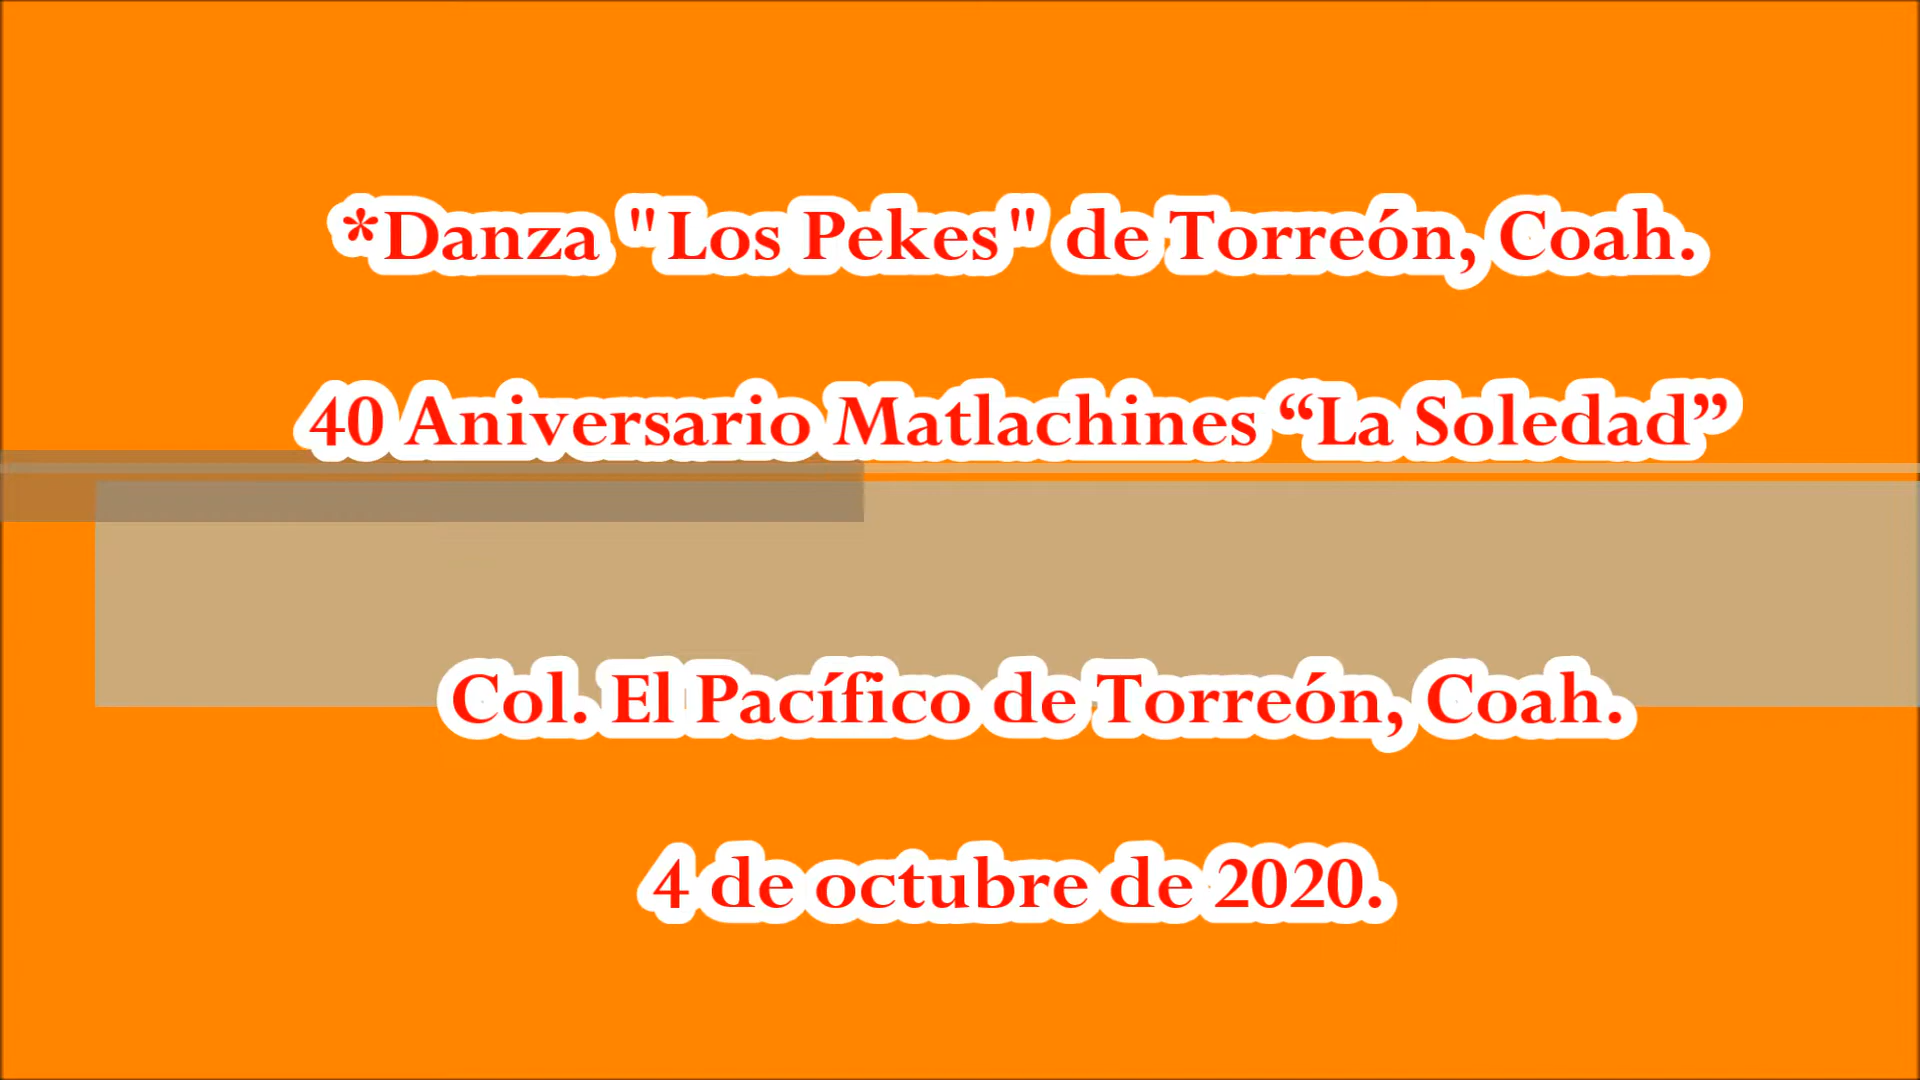 *Danza "Los Pekes" de Torreón, Coah.
40 Aniversario Matlachines “La Soledad”
Col. El Pacífico de Torreón, Coah.
4 de octubre de 2020.